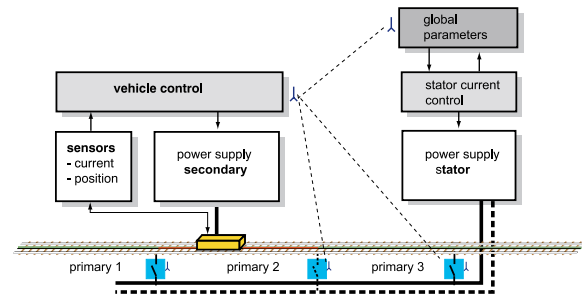 global
parameters
vehicle control
stator current
control
sensors
- current
- position
power supply
secondary
power supply
stator
primary 1
primary 2
primary 3